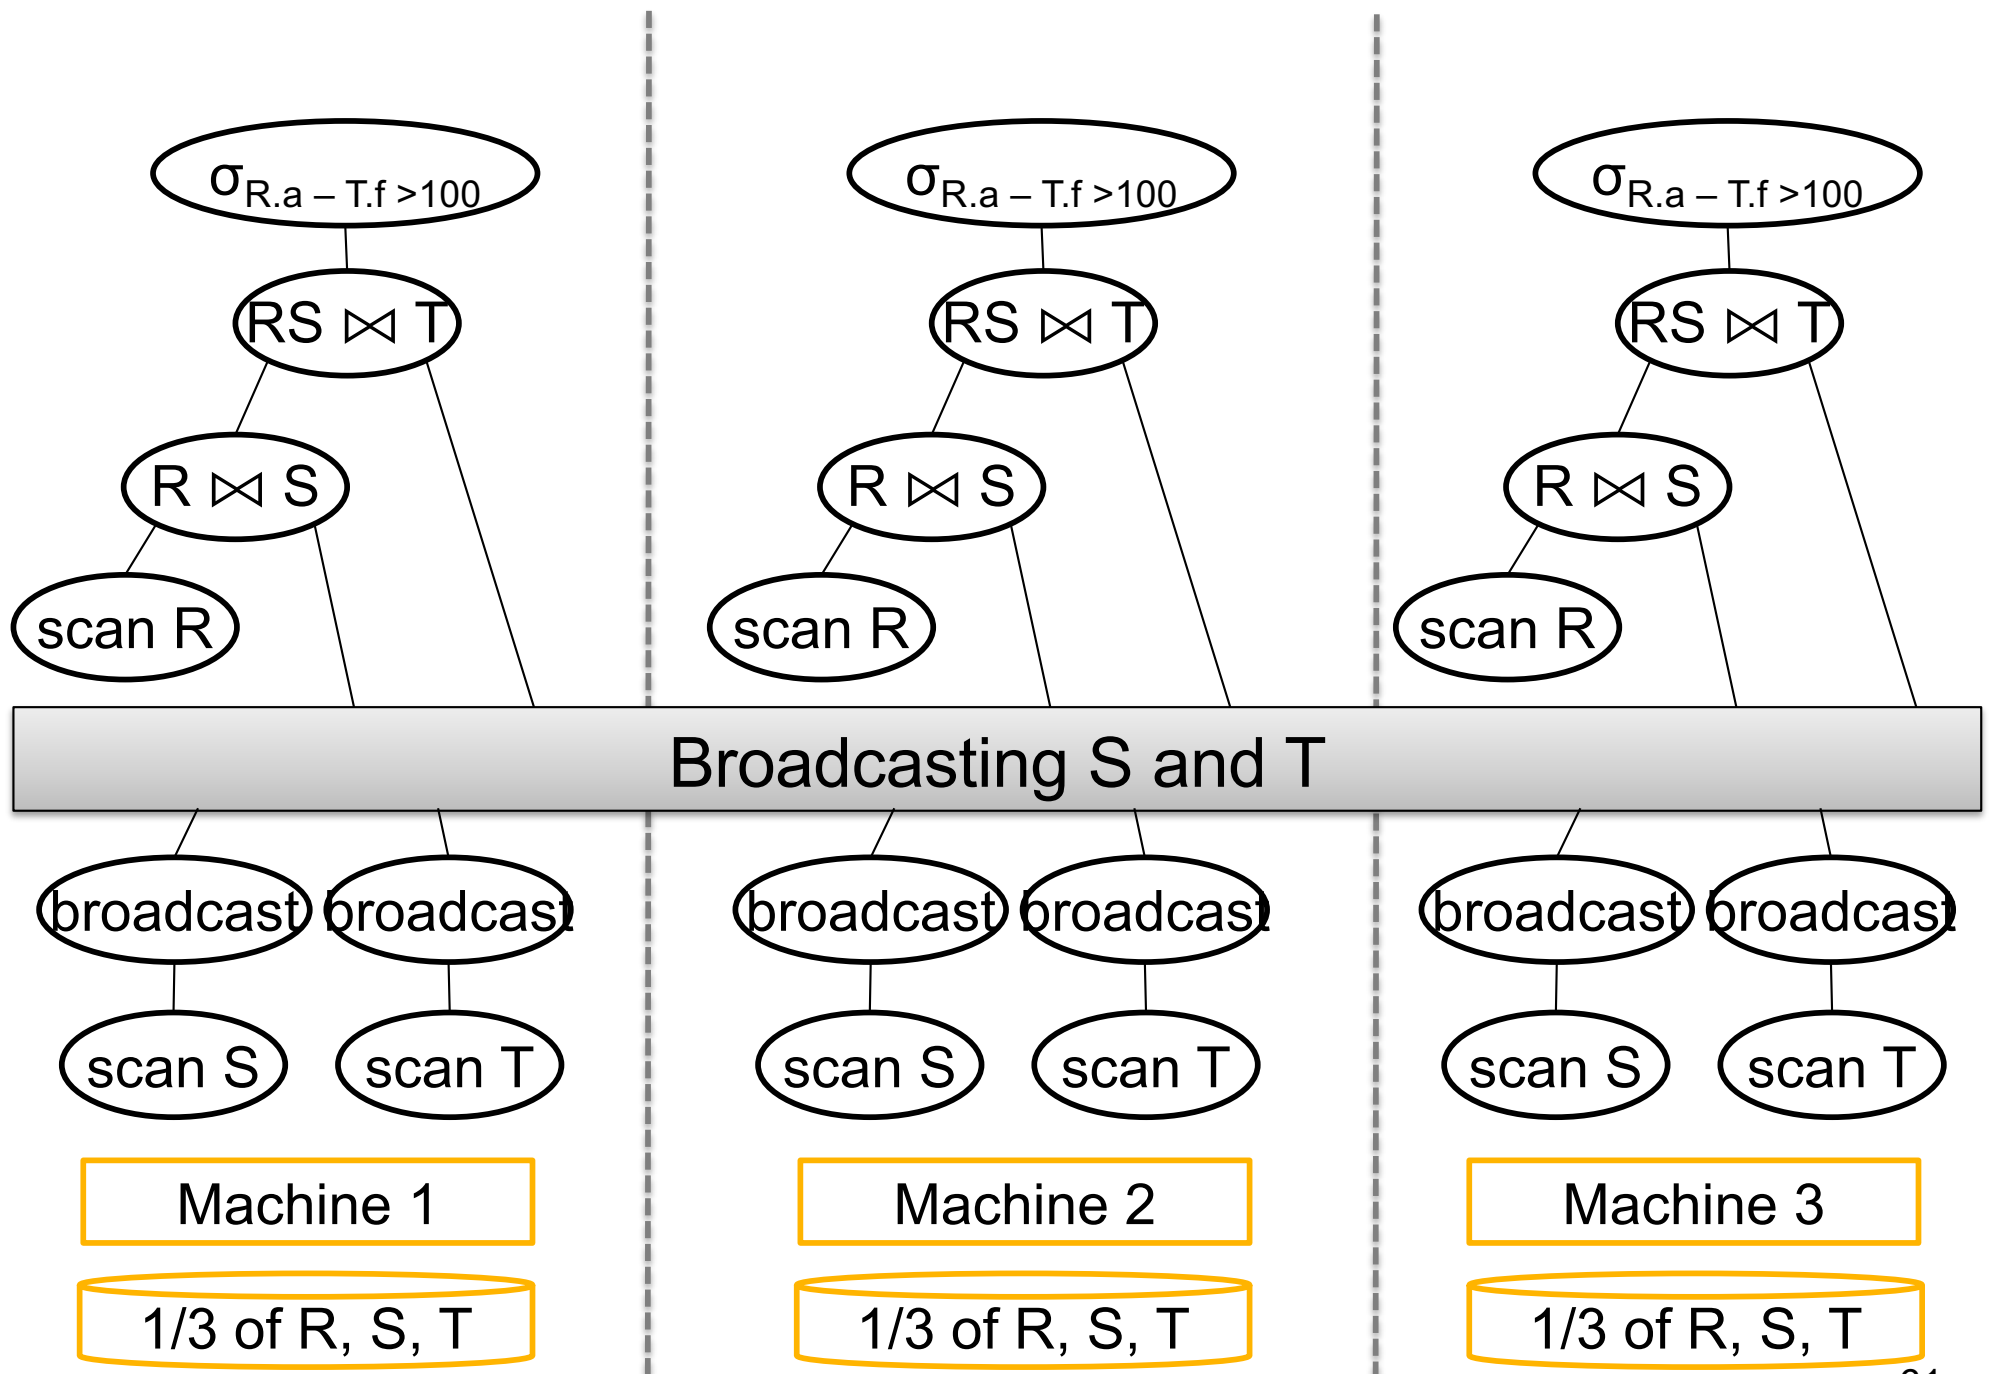 σR.a – T.f >100
σR.a – T.f >100
σR.a – T.f >100
RS ⋈ T
RS ⋈ T
RS ⋈ T
R ⋈ S
R ⋈ S
R ⋈ S
scan R
scan R
scan R
Broadcasting S and T
broadcast broadcast
broadcast broadcast
broadcast broadcast
scan S scan T
scan S scan T
scan S scan T
Machine 1
Machine 2
Machine 3
1/3 of R, S, T
1/3 of R, S, T
1/3 of R, S, T